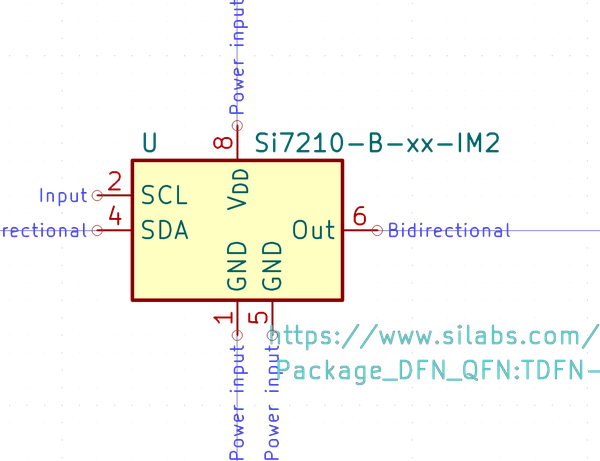 Power input
U
8
Si7210-B-xx-IM2
Input
2
SCL
VDD
rectional
4
SDA
Out
6
Bidirectional
GND
GND
1
5
https://www.silabs.com/
Package_DFN_QFN:TDFN-
Power input
Power input